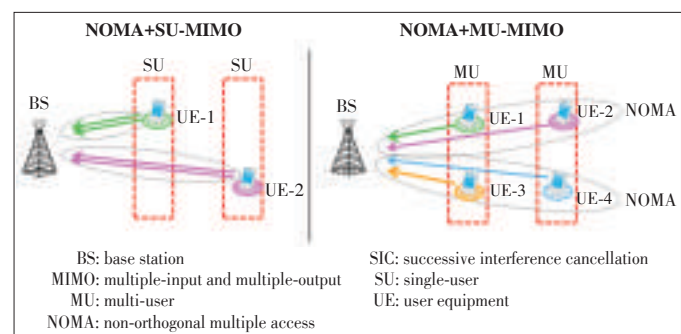 NOMA+SU-MIMO
NOMA+MU-MIMO
SU
SU
MU
MU
BS
UE-1
UE-2
BS
UE-1
UE-2
NOMA
UE-3
UE-4
NOMA
BS: base station
MIMO: multiple-input and multiple-output
MU: multi-user
NOMA: non-orthogonal multiple access
SIC: successive interference cancellation
SU: single-user
UE: user equipment